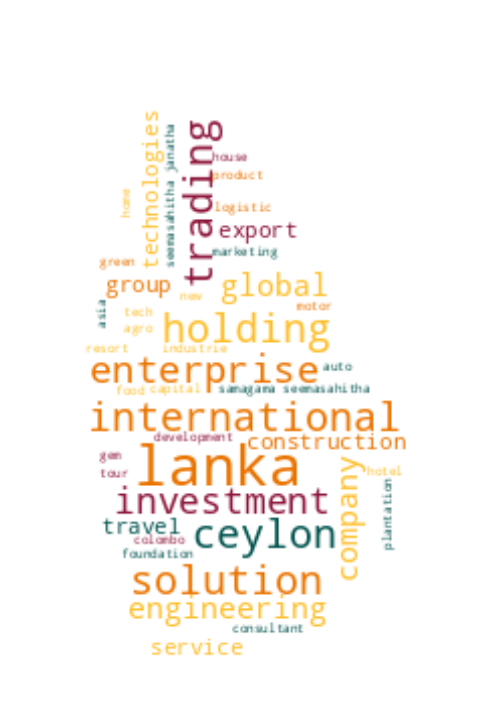 technologies
seemasahitha janatha
trading
house
product
home
logistic
export
marketing
green
group
new
global
asia
motor
tech
agro
holding
resort
industrie
enterprise
auto
food
capital
samagama seemasahitha
international
development
construction
gem
lanka
tour
hotel
investment
company
plantation
travel
ceylon
colombo
foundation
solution
engineering
consultant
service